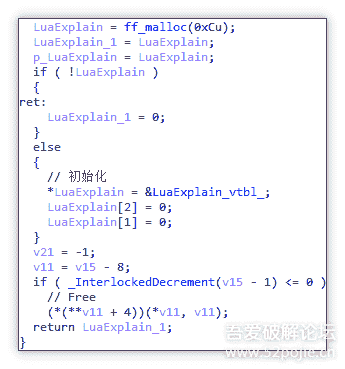 LuaExplain = ff_malloc(0xCu);
LuaExplain_1 = LuaExplain;
p_LuaExplain = LuaExplain;
if ( !LuaExplain )
{
ret:
LuaExplain_1 = 0;
}
else
{
// 初始化
*LuaExplain = &LuaExplain_vtbl_;
LuaExplain[2] = 0;
LuaExplain[1] = 0;
}
v21 = -1;
v11 = v15 - 8;
if ( _InterlockedDecrement(v15 - 1) <= 0 )
// Free
(*(**v11 + 4))(*v11, v11);
return LuaExplain_1;
}
吾爱破解论坛
www.52pojie.cn